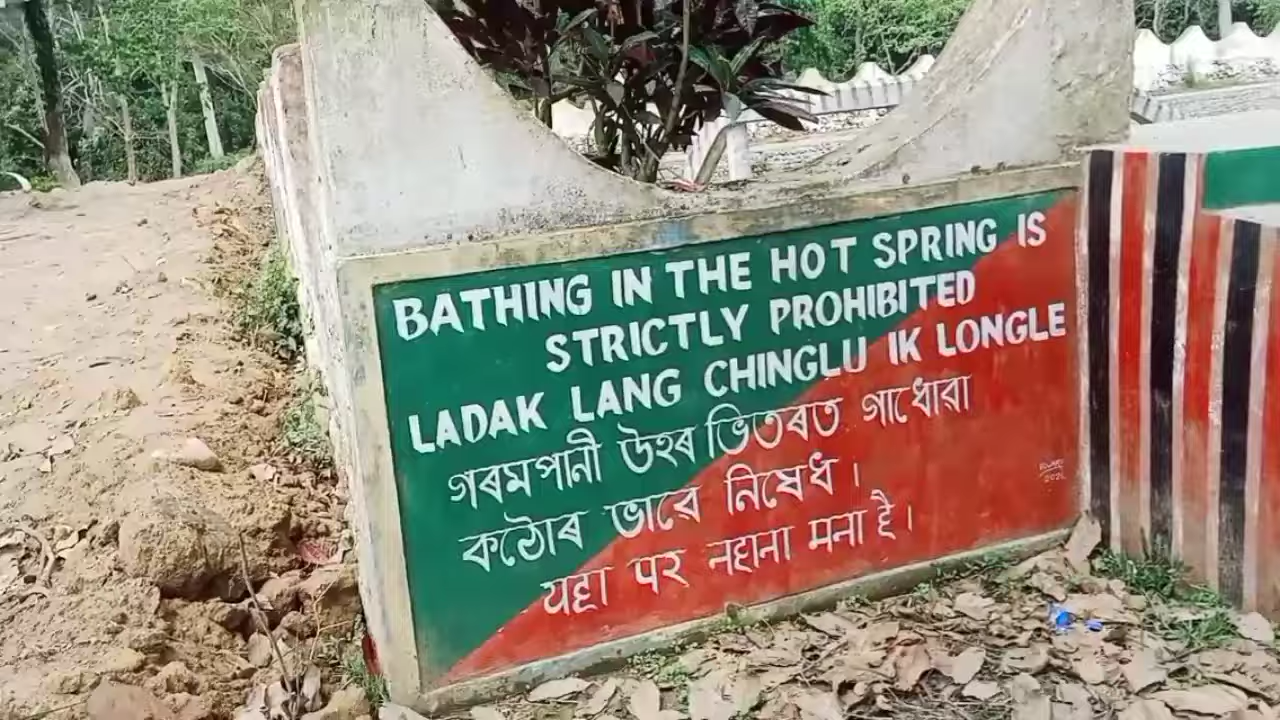 BATHING IN THE HOT SPRING IS
STRICTLY PROHIBITED
LADAK LANG CHINGLU IK LONGLE
গৰমপানী উহৰ ভিতৰত গাধোৱা
কঠোৰ ভাৱে নিষেধ।
यहा पर नहाना मना है।